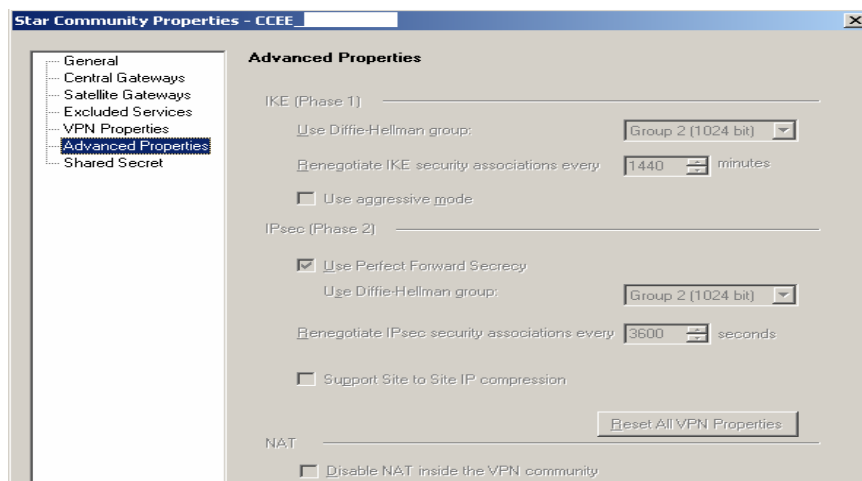 Star Community Properties - CCEE_
General
Central Gateways
Satellite Gateways
Excluded Services
VPN Properties
Advanced Properties
Shared Secret
Advanced Properties
IKE (Phase 1)
Use Diffie-Hellman group: Group 2 (1024 bit)
Renegotiate IKE security associations every 1440 minutes
Use aggressive mode
IPsec (Phase 2)
Use Perfect Forward Secrecy
Use Diffie-Hellman group: Group 2 (1024 bit)
Renegotiate IPsec security associations every 3600 seconds
Support Site to Site IP compression
Reset All VPN Properties
NAT
Disable NAT inside the VPN community